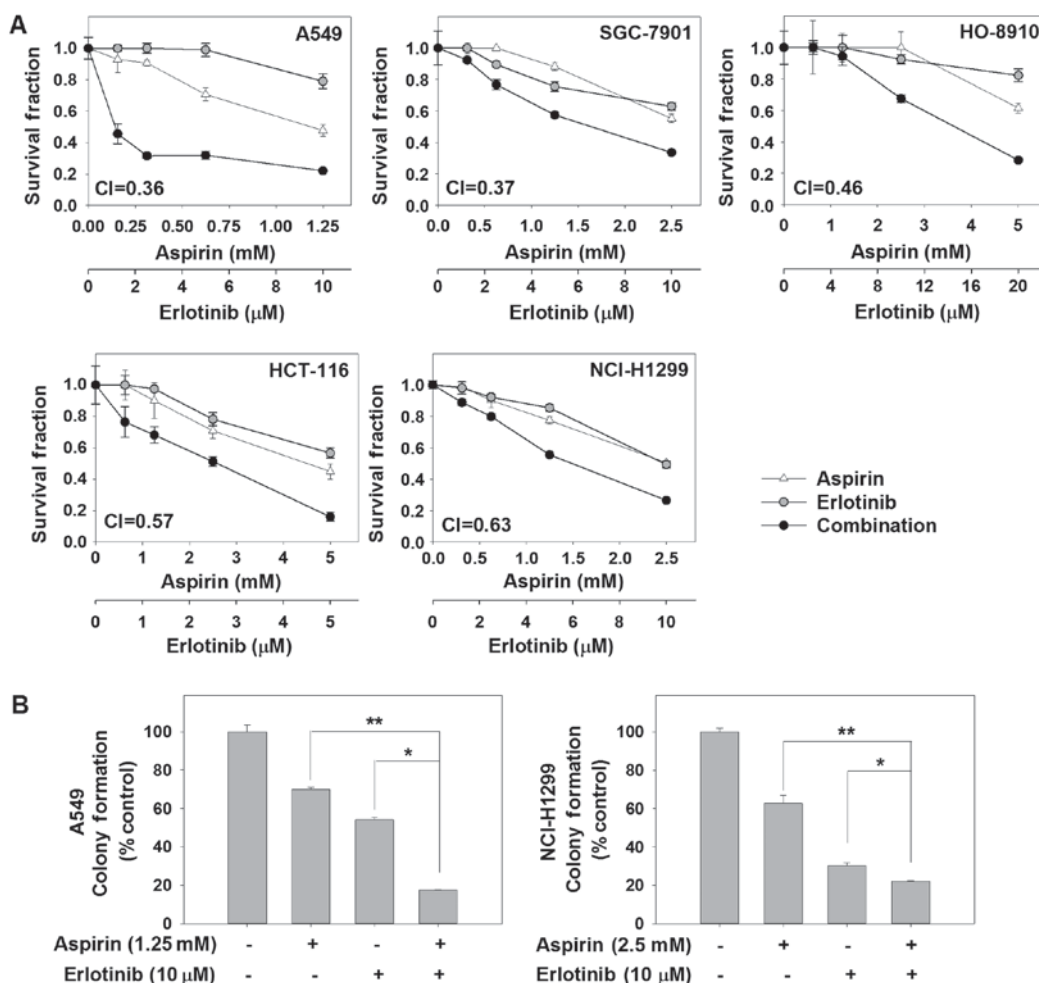 A
A549
Survival fraction
1.0
0.8
0.6
0.4
0.2
0.0
CI=0.36
0.00 0.25 0.50 0.75 1.00 1.25
Aspirin (mM)
0 2 4 6 8 10
Erlotinib (μM)
SGC-7901
Survival fraction
1.0
0.8
0.6
0.4
0.2
0.0
CI=0.37
0.0 0.5 1.0 1.5 2.0 2.5
Aspirin (mM)
0 2 4 6 8 10
Erlotinib (μM)
HO-8910
Survival fraction
1.0
0.8
0.6
0.4
0.2
0.0
CI=0.46
0 1 2 3 4 5
Aspirin (mM)
0 4 8 12 16 20
Erlotinib (μM)
HCT-116
Survival fraction
1.0
0.8
0.6
0.4
0.2
0.0
CI=0.57
0 1 2 3 4 5
Aspirin (mM)
0 1 2 3 4 5
Erlotinib (μM)
NCI-H1299
Survival fraction
1.0
0.8
0.6
0.4
0.2
0.0
CI=0.63
0.0 0.5 1.0 1.5 2.0 2.5
Aspirin (mM)
0 2 4 6 8 10
Erlotinib (μM)
Aspirin
Erlotinib
Combination
B
A549
Colony formation
(% control)
100
80
60
40
20
0
**
*
Aspirin (1.25 mM) - + - +
Erlotinib (10 μM) - - + +
NCI-H1299
Colony formation
(% control)
100
80
60
40
20
0
**
*
Aspirin (2.5 mM) - + - +
Erlotinib (10 μM) - - + +